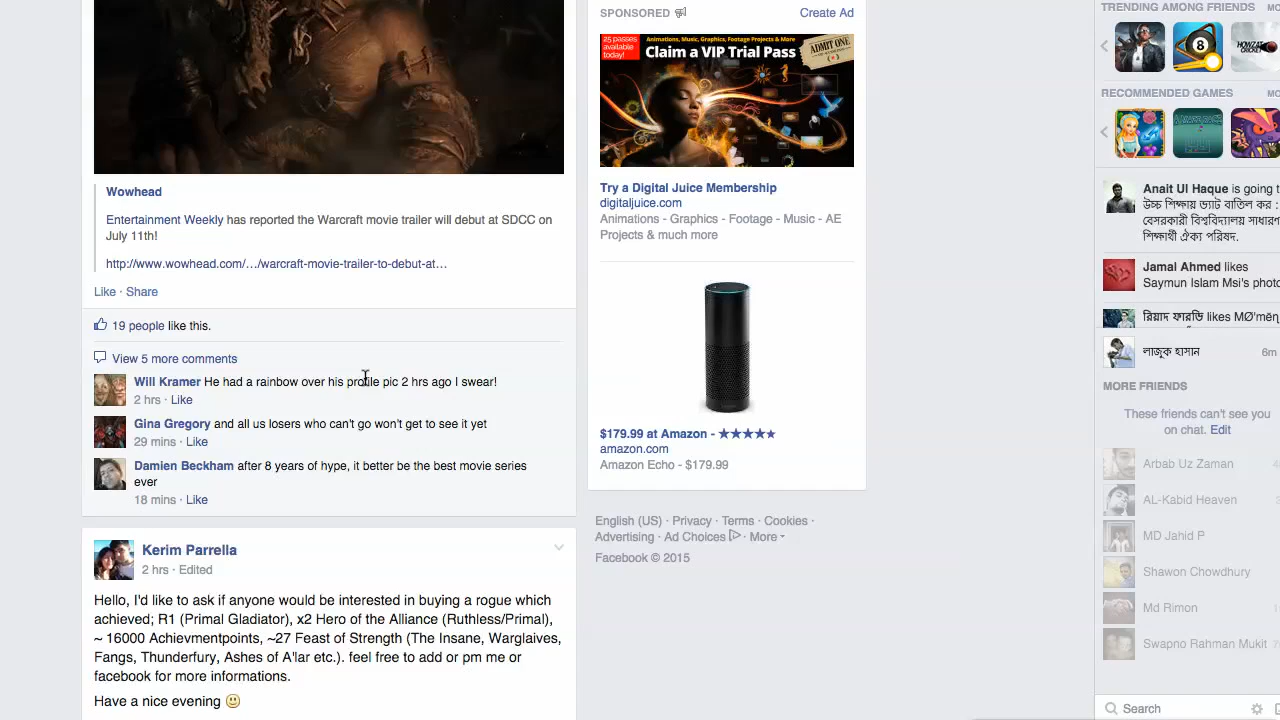 Wowhead
Entertainment Weekly has reported the Warcraft movie trailer will debut at SDCC on
July 11th!
http://www.wowhead.com/…/warcraft-movie-trailer-to-debut-at…
Like · Share
19 people like this.
View 5 more comments
Will Kramer He had a rainbow over his profile pic 2 hrs ago I swear!
2 hrs · Like
Gina Gregory and all us losers who can't go won't get to see it yet
29 mins · Like
Damien Beckham after 8 years of hype, it better be the best movie series
ever
18 mins · Like
Kerim Parrella
2 hrs · Edited
Hello, I'd like to ask if anyone would be interested in buying a rogue which
achieved; R1 (Primal Gladiator), x2 Hero of the Alliance (Ruthless/Primal),
~ 16000 Achievmentpoints, ~27 Feast of Strength (The Insane, Warglaives,
Fangs, Thunderfury, Ashes of A'lar etc.). feel free to add or pm me or
facebook for more informations.
Have a nice evening
SPONSORED
Create Ad
25 passes
available
today!
Animations, Music, Graphics, Footage Projects & More
Claim a VIP Trial Pass
ADMIT ONE
Try a Digital Juice Membership
digitaljuice.com
Animations - Graphics - Footage - Music - AE
Projects & much more
$179.99 at Amazon - ★★★★★
amazon.com
Amazon Echo - $179.99
English (US) · Privacy · Terms · Cookies ·
Advertising · Ad Choices · More
Facebook © 2015
TRENDING AMONG FRIENDS MO
8
RECOMMENDED GAMES MO
Anait Ul Haque is going t
উচ্চ শিক্ষায় ভ্যাট বাতিল কর :
বেসরকারী বিশ্ববিদ্যালয় সাধার
শিক্ষার্থী ঐক্য পরিষদ.
Jamal Ahmed likes
Saymun Islam Msi's photo
রিয়াদ ফারডি likes MØ'mëη
লাজুক হাসান 6m
MORE FRIENDS
These friends can't see you
on chat. Edit
Arbab Uz Zaman
AL-Kabid Heaven
MD Jahid P
Shawon Chowdhury
Md Rimon
Swapno Rahman Mukit
Search